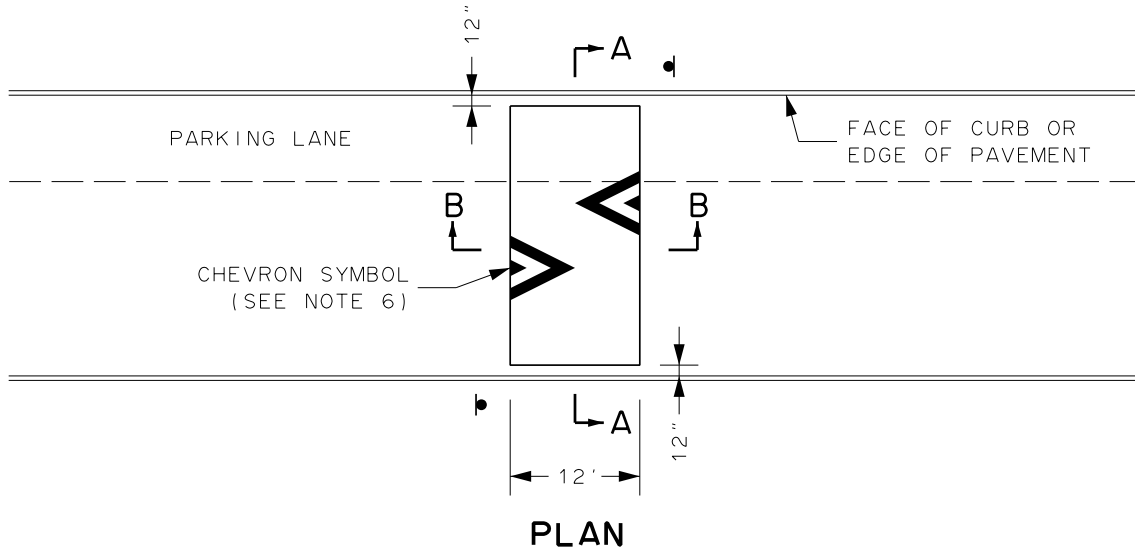 12"
A
PARKING LANE
FACE OF CURB OR
EDGE OF PAVEMENT
B
B
CHEVRON SYMBOL
(SEE NOTE 6)
A
12"
12'
PLAN